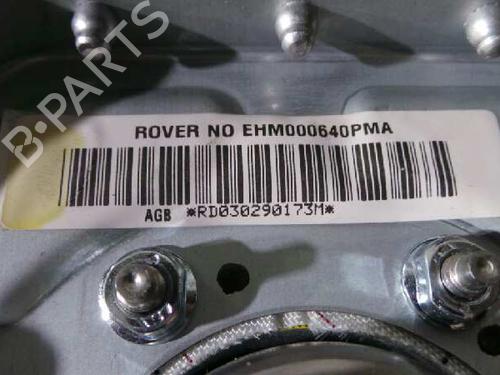 B-PARTS
ROVER NO EHM000640PMA
AGB *RD030290173M*